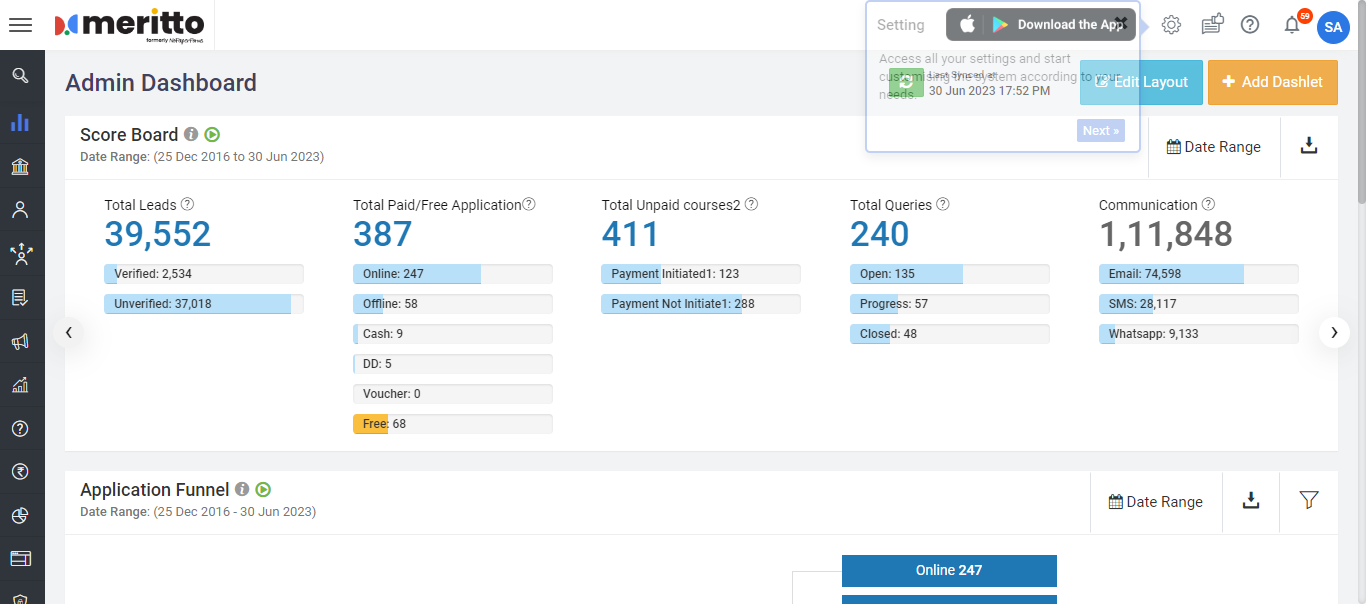 meritto
formerly NoPaperForms
Setting
Download the App
59
SA
Access all your settings and start
customising the system according to your
needs.
Last Synced at
30 Jun 2023 17:52 PM
Next »
Admin Dashboard
Edit Layout
Add Dashlet
Score Board
Date Range: (25 Dec 2016 to 30 Jun 2023)
Date Range
Total Leads
39,552
Verified: 2,534
Unverified: 37,018
Total Paid/Free Application
387
Online: 247
Offline: 58
Cash: 9
DD: 5
Voucher: 0
Free: 68
Total Unpaid courses2
411
Payment Initiated1: 123
Payment Not Initiate1: 288
Total Queries
240
Open: 135
Progress: 57
Closed: 48
Communication
1,11,848
Email: 74,598
SMS: 28,117
Whatsapp: 9,133
Application Funnel
Date Range: (25 Dec 2016 - 30 Jun 2023)
Date Range
Online 247